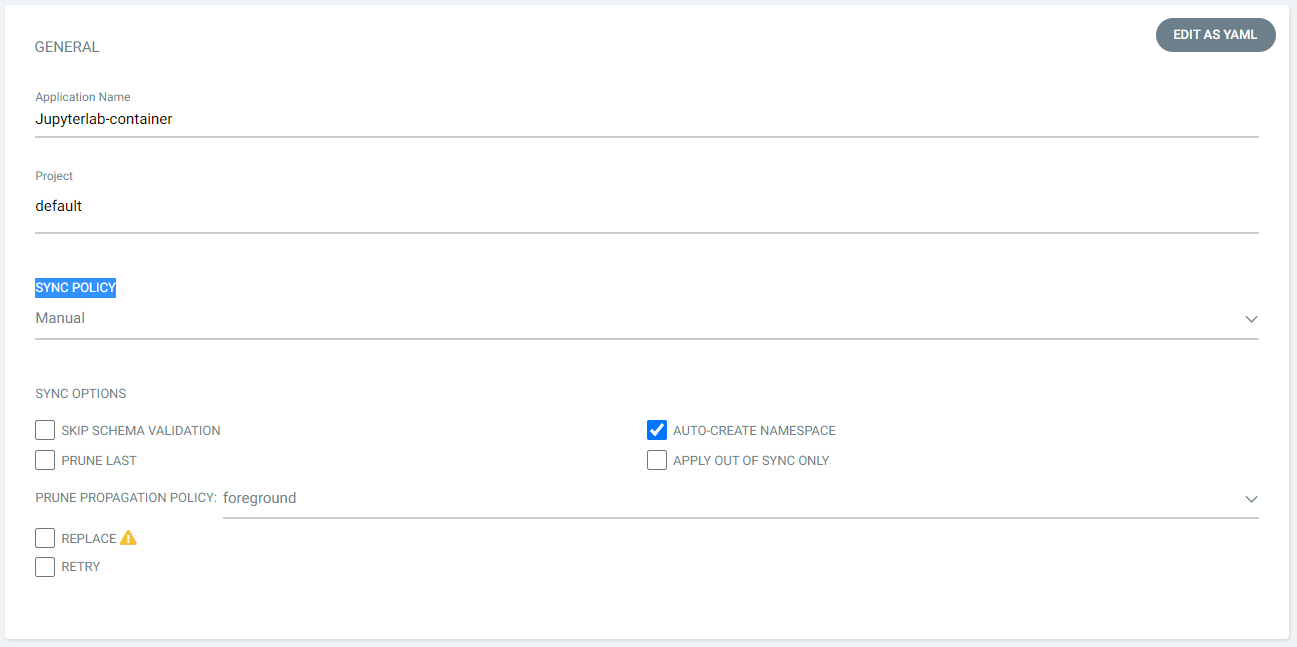 GENERAL
EDIT AS YAML
Application Name
Jupyterlab-container
Project
default
SYNC POLICY
Manual
SYNC OPTIONS
SKIP SCHEMA VALIDATION
AUTO-CREATE NAMESPACE
PRUNE LAST
APPLY OUT OF SYNC ONLY
PRUNE PROPAGATION POLICY: foreground
REPLACE
RETRY